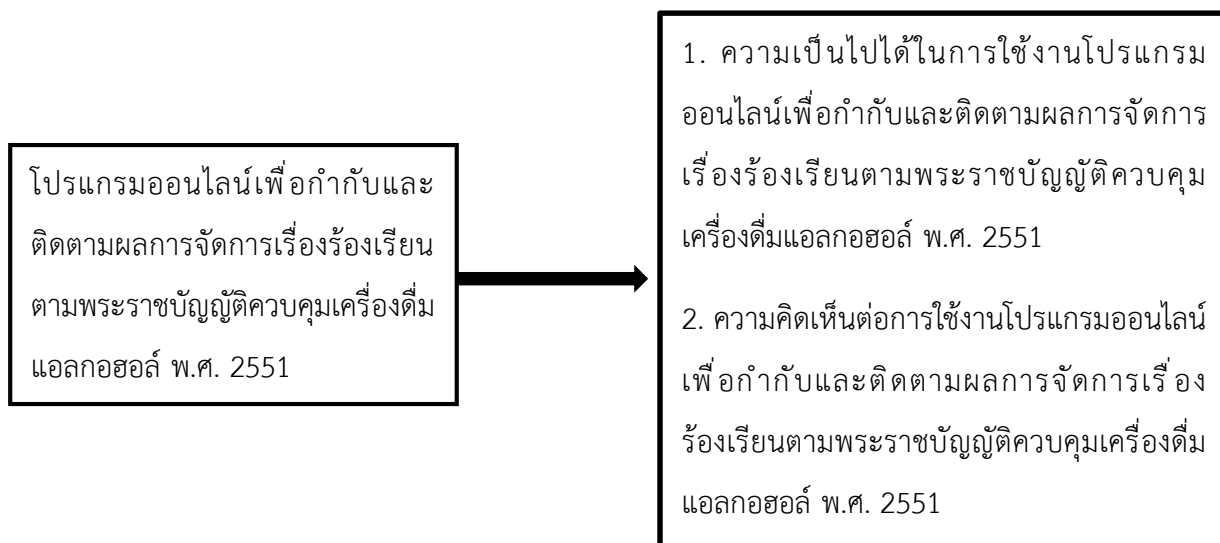 โปรแกรมออนไลน์เพื่อกำกับและ
ติดตามผลการจัดการเรื่องร้องเรียน
ตามพระราชบัญญัติควบคุมเครื่องดื่ม
แอลกอฮอล์ พ.ศ. 2551
1. ความเป็นไปได้ในการใช้งานโปรแกรม
ออนไลน์เพื่อกำกับและติดตามผลการจัดการ
เรื่องร้องเรียนตามพระราชบัญญัติควบคุม
เครื่องดื่มแอลกอฮอล์ พ.ศ. 2551
2. ความคิดเห็นต่อการใช้งานโปรแกรมออนไลน์
เพื่อกำกับและติดตามผลการจัดการเรื่อง
ร้องเรียนตามพระราชบัญญัติควบคุมเครื่องดื่ม
แอลกอฮอล์ พ.ศ. 2551